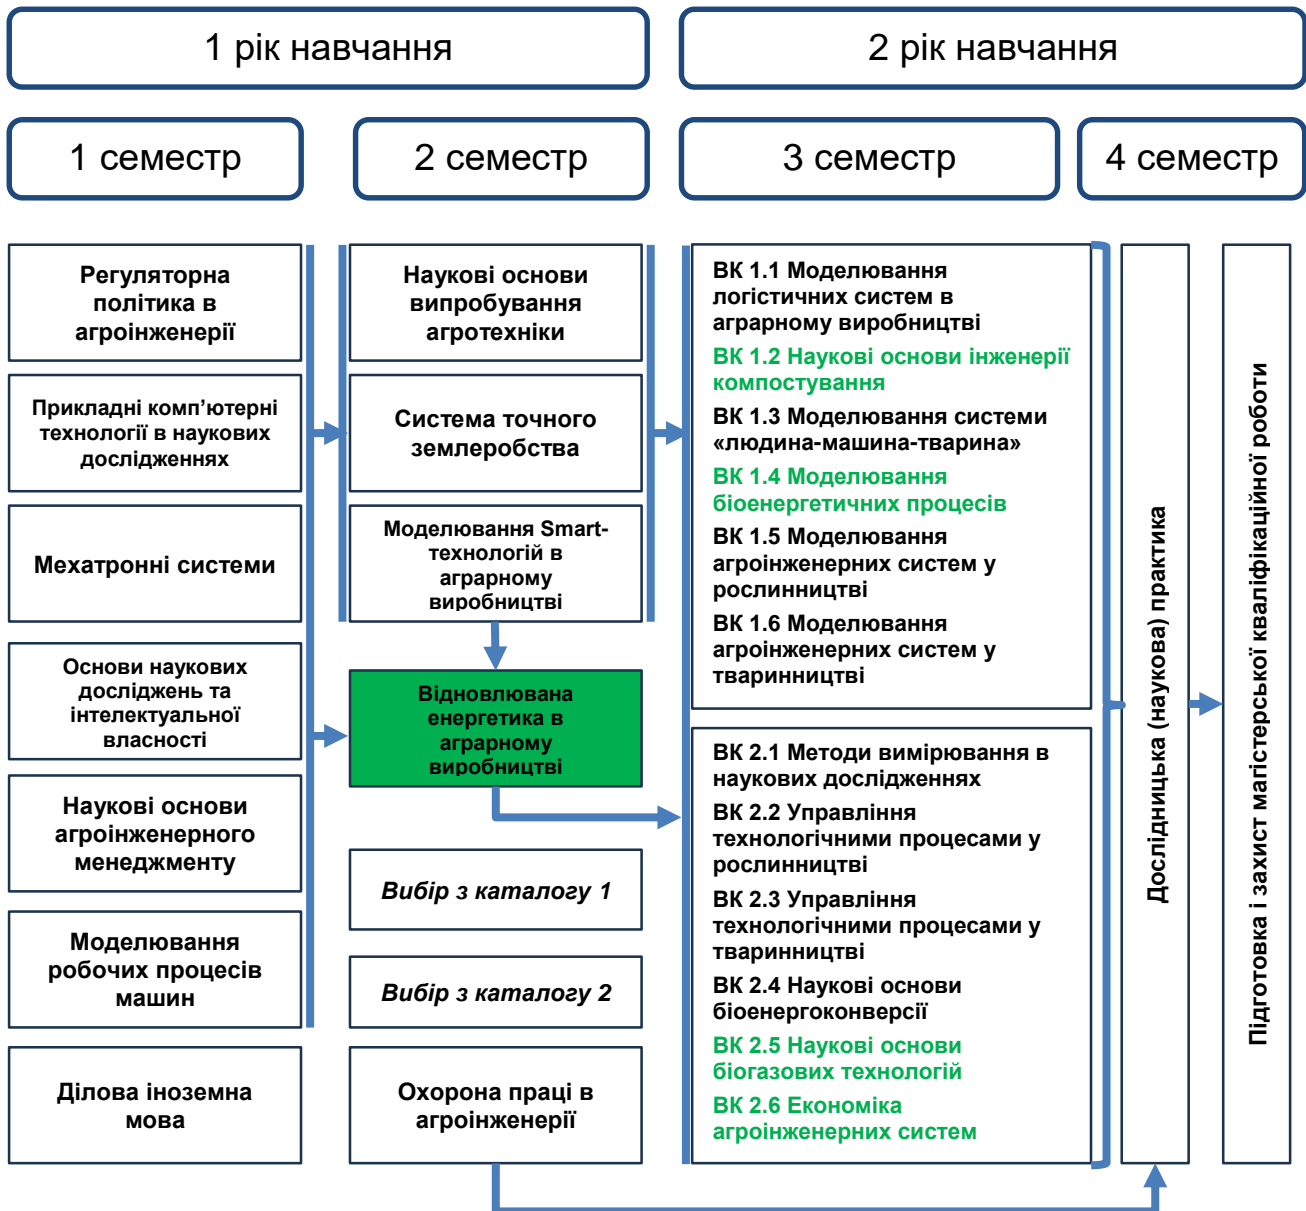 1 рік навчання
2 рік навчання
1 семестр
2 семестр
3 семестр
4 семестр
Регуляторна
політика в
агроінженерії
Прикладні комп’ютерні
технології в наукових
дослідженнях
Мехатронні системи
Основи наукових
досліджень та
інтелектуальної
власності
Наукові основи
агроінженерного
менеджменту
Моделювання
робочих процесів
машин
Ділова іноземна
мова
Наукові основи
випробування
агротехніки
Система точного
землеробства
Моделювання Smart-
технологій в
аграрному
виробництві
Відновлювана
енергетика в
аграрному
виробництві
Вибір з каталогу 1
Вибір з каталогу 2
Охорона праці в
агроінженерії
ВК 1.1 Моделювання
логістичних систем в
аграрному виробництві
ВК 1.2 Наукові основи інженерії
компостування
ВК 1.3 Моделювання системи
«людина-машина-тварина»
ВК 1.4 Моделювання
біоенергетичних процесів
ВК 1.5 Моделювання
агроінженерних систем у
рослинництві
ВК 1.6 Моделювання
агроінженерних систем у
тваринництві
ВК 2.1 Методи вимірювання в
наукових дослідженнях
ВК 2.2 Управління
технологічними процесами у
рослинництві
ВК 2.3 Управління
технологічними процесами у
тваринництві
ВК 2.4 Наукові основи
біоенергоконверсії
ВК 2.5 Наукові основи
біогазових технологій
ВК 2.6 Економіка
агроінженерних систем
Дослідницька (наукова) практика
Підготовка і захист магістерської кваліфікаційної роботи